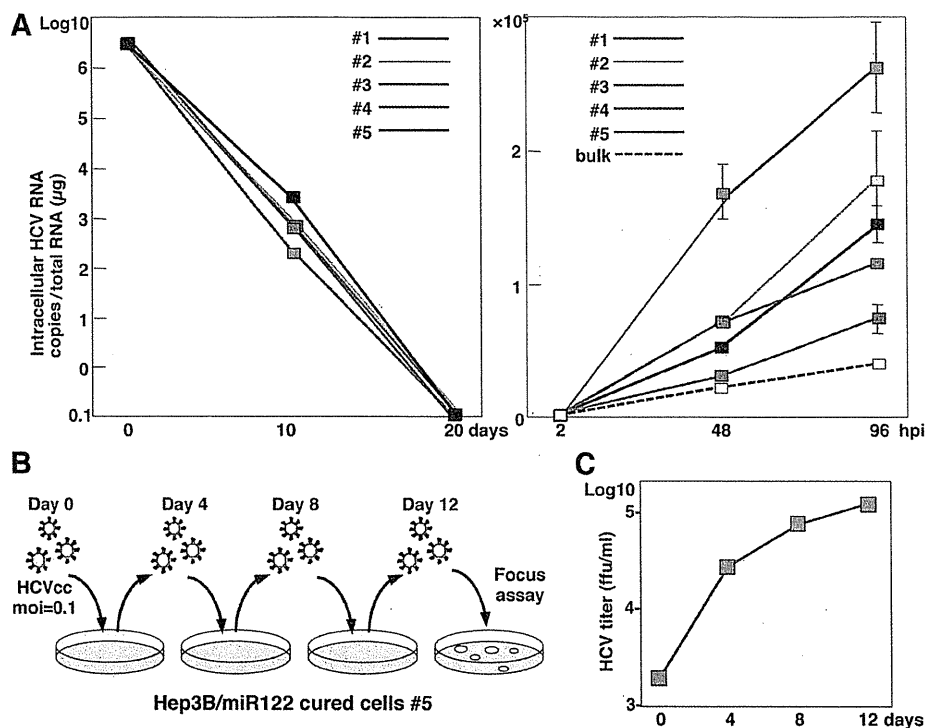 A
Log10
6
5
4
3
2
1
0
0.1
Intracellular HCV RNA
copies/total RNA (µg)
0
10
20 days
#1
#2
#3
#4
#5
×10⁵
2
1
0
#1
#2
#3
#4
#5
bulk
2
48
96 hpi
B
Day 0
Day 4
Day 8
Day 12
HCVcc
moi=0.1
Focus
assay
Hep3B/miR122 cured cells #5
C
Log10
5
4
3
HCV titer (ffu/ml)
0
4
8
12 days